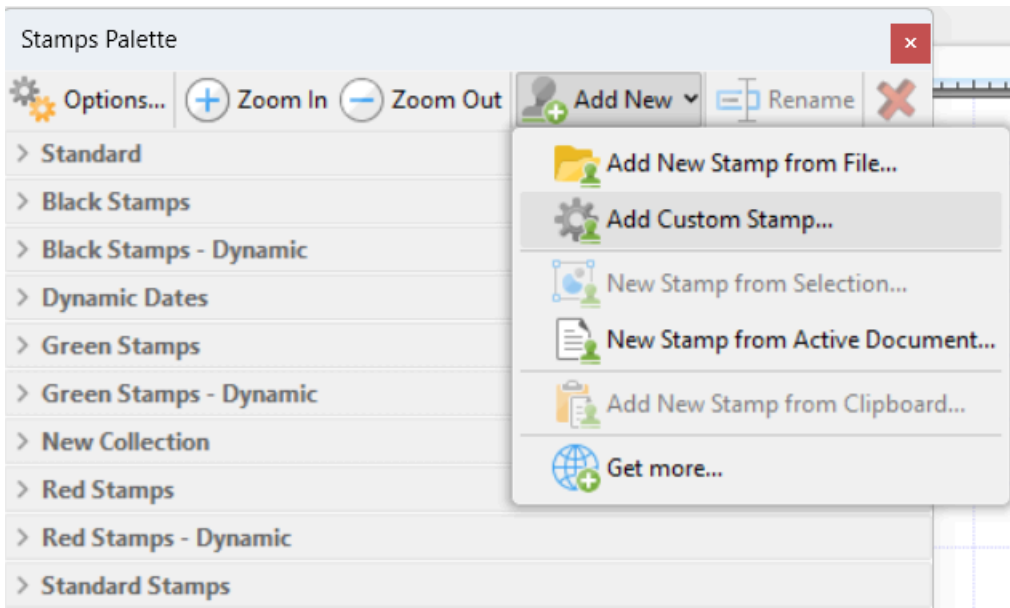 Stamps Palette
Options... Zoom In Zoom Out Add New Rename
Standard
Black Stamps
Black Stamps - Dynamic
Dynamic Dates
Green Stamps
Green Stamps - Dynamic
New Collection
Red Stamps
Red Stamps - Dynamic
Standard Stamps
Add New Stamp from File...
Add Custom Stamp...
New Stamp from Selection...
New Stamp from Active Document...
Add New Stamp from Clipboard...
Get more...